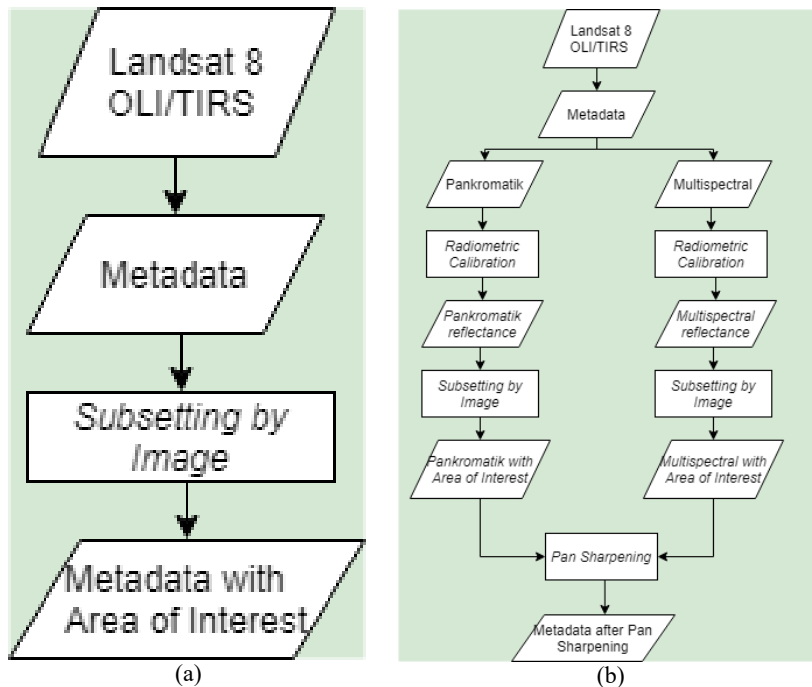 Landsat 8
OLI/TIRS
Metadata
Subsetting by
Image
Metadata with
Area of Interest
(a)
Landsat 8
OLI/TIRS
Metadata
Pankromatik
Radiometric
Calibration
Pankromatik
reflectance
Subsetting by
Image
Pankromatik with
Area of Interest
Multispectral
Radiometric
Calibration
Multispectral
reflectance
Subsetting by
Image
Multispectral with
Area of Interest
Pan Sharpening
Metadata after Pan
Sharpening
(b)